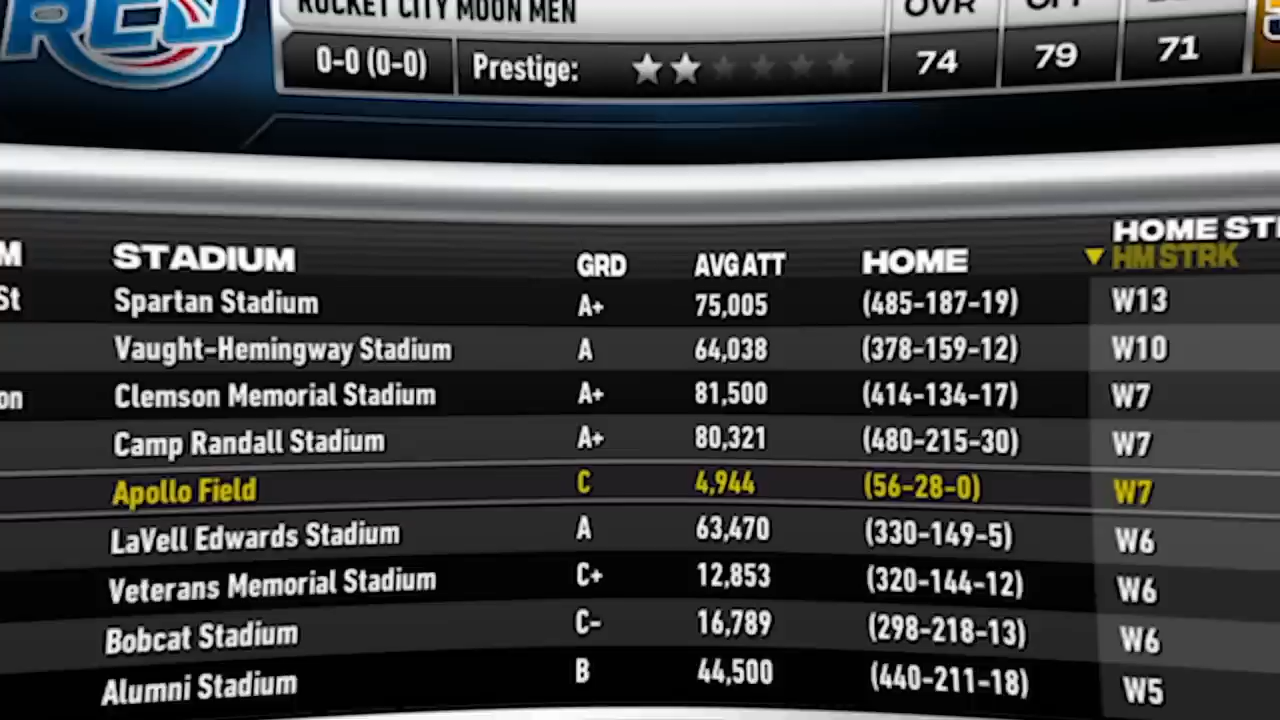 RCU
ROCKET CITY MOON MEN
OVR
0-0 (0-0) Prestige: 74 79 71
STADIUM GRD AVG ATT HOME HM STRK
St Spartan Stadium A+ 75,005 (485-187-19) W13
Vaught-Hemingway Stadium A 64,038 (378-159-12) W10
on Clemson Memorial Stadium A+ 81,500 (414-134-17) W7
Camp Randall Stadium A+ 80,321 (480-215-30) W7
Apollo Field C 4,944 (56-28-0) W7
LaVell Edwards Stadium A 63,470 (330-149-5) W6
Veterans Memorial Stadium C+ 12,853 (320-144-12) W6
Bobcat Stadium C- 16,789 (298-218-13) W6
Alumni Stadium B 44,500 (440-211-18) W5